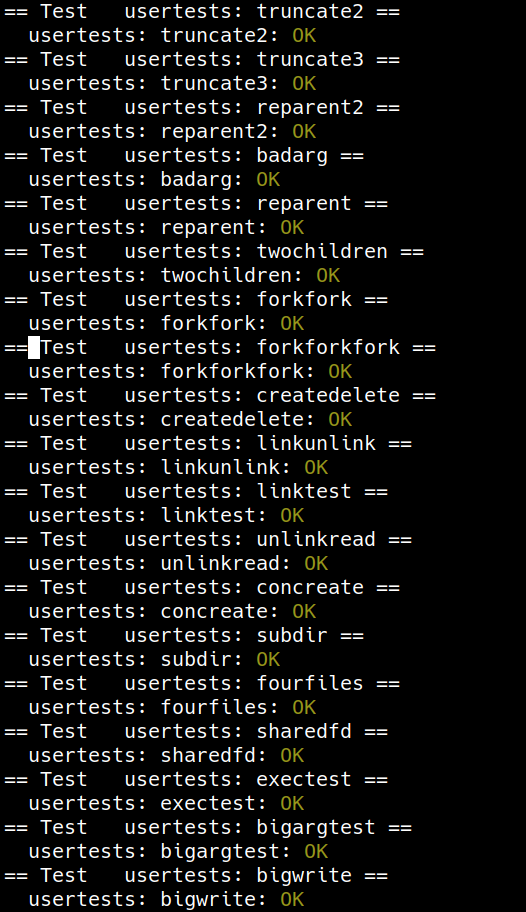 == Test   usertests: truncate2 ==
  usertests: truncate2: OK
== Test   usertests: truncate3 ==
  usertests: truncate3: OK
== Test   usertests: reparent2 ==
  usertests: reparent2: OK
== Test   usertests: badarg ==
  usertests: badarg: OK
== Test   usertests: reparent ==
  usertests: reparent: OK
== Test   usertests: twochildren ==
  usertests: twochildren: OK
== Test   usertests: forkfork ==
  usertests: forkfork: OK
== Test   usertests: forkforkfork ==
  usertests: forkforkfork: OK
== Test   usertests: createdelete ==
  usertests: createdelete: OK
== Test   usertests: linkunlink ==
  usertests: linkunlink: OK
== Test   usertests: linktest ==
  usertests: linktest: OK
== Test   usertests: unlinkread ==
  usertests: unlinkread: OK
== Test   usertests: concreate ==
  usertests: concreate: OK
== Test   usertests: subdir ==
  usertests: subdir: OK
== Test   usertests: fourfiles ==
  usertests: fourfiles: OK
== Test   usertests: sharedfd ==
  usertests: sharedfd: OK
== Test   usertests: exectest ==
  usertests: exectest: OK
== Test   usertests: bigargtest ==
  usertests: bigargtest: OK
== Test   usertests: bigwrite ==
  usertests: bigwrite: OK